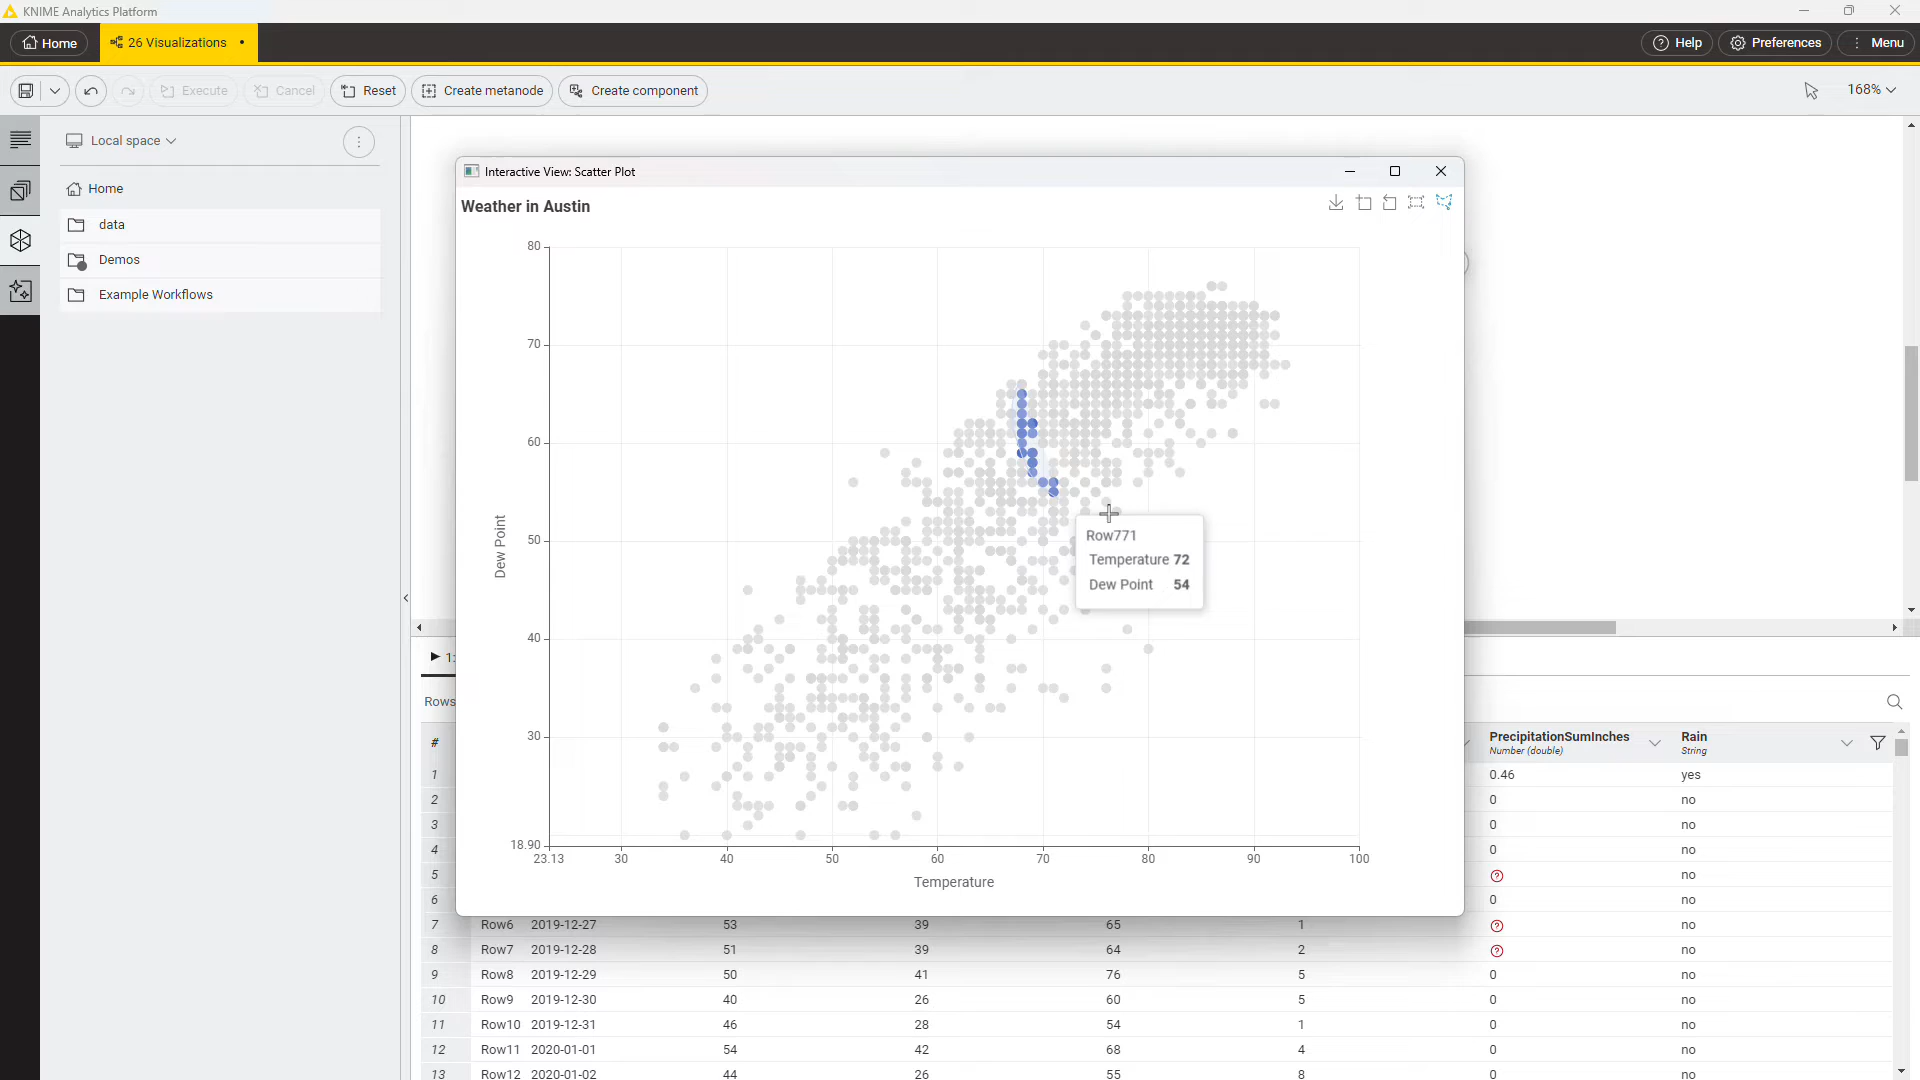 KNIME Analytics Platform
Home
26 Visualizations •
Help
Preferences
Menu
Execute
Cancel
Reset
Create metanode
Create component
168%
Local space
Home
data
Demos
Example Workflows
Interactive View: Scatter Plot
Weather in Austin
80
70
60
50
40
30
18.90
Dew Point
23.13 30 40 50 60 70 80 90 100
Temperature
Row771
Temperature 72
Dew Point 54
1:
Rows
# PrecipitationSumInches Rain
Number (double) String
1 0.46 yes
2 0 no
3 0 no
4 0 no
5 ? no
6 0 no
7 Row6 2019-12-27 53 39 65 1 ? no
8 Row7 2019-12-28 51 39 64 2 ? no
9 Row8 2019-12-29 50 41 76 5 0 no
10 Row9 2019-12-30 40 26 60 5 0 no
11 Row10 2019-12-31 46 28 54 1 0 no
12 Row11 2020-01-01 54 42 68 4 0 no
13 Row12 2020-01-02 44 26 55 8 0 no